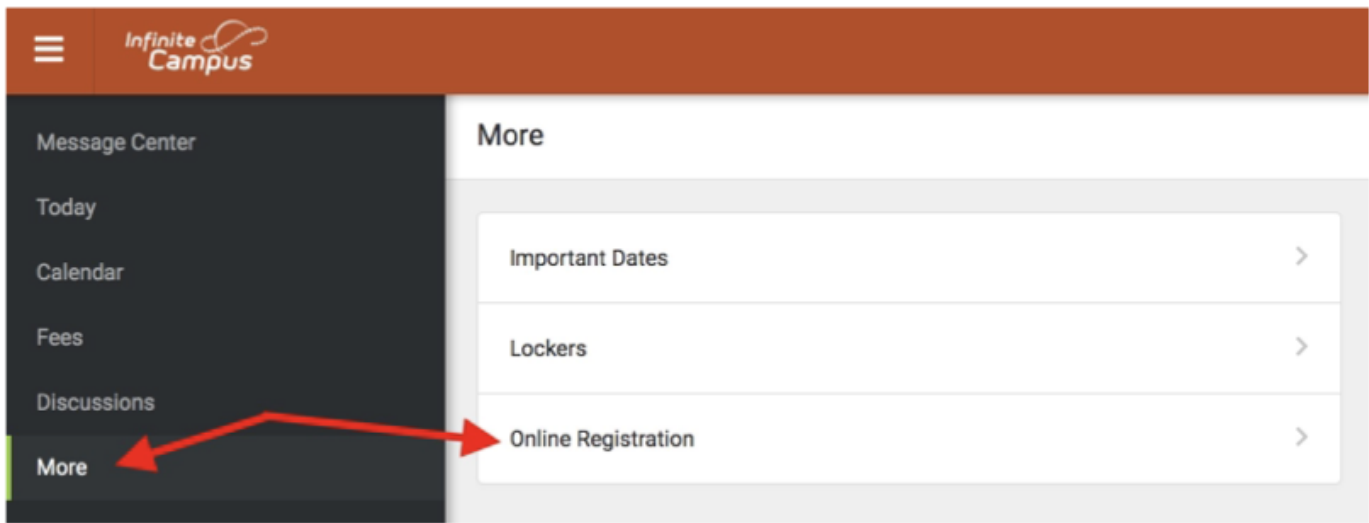 Infinite
Campus
Message Center
Today
Calendar
Fees
Discussions
More
More
Important Dates
Lockers
Online Registration